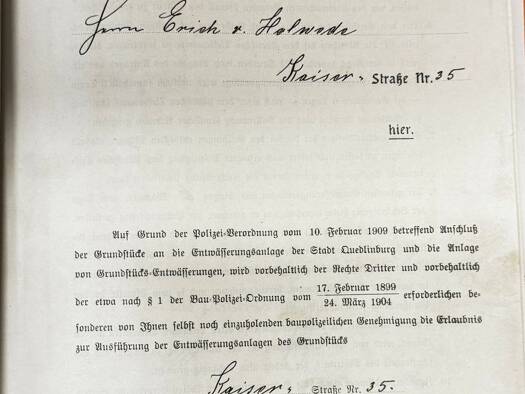 Herrn Erich v. Holwede
Kaiser- Straße Nr. 35
hier.
Auf Grund der Polizei-Verordnung vom 10. Februar 1909 betreffend Anschluß
der Grundstücke an die Entwässerungsanlage der Stadt Quedlinburg und die Anlage
von Grundstücks-Entwässerungen, wird vorbehaltlich der Rechte Dritter und vorbehaltlich
der etwa nach § 1 der Bau-Polizei-Ordnung vom 17. Februar 1899 / 24. März 1904 erforderlichen be-
sonderen von Ihnen selbst noch einzuholenden baupolizeilichen Genehmigung die Erlaubnis
zur Ausführung der Entwässerungsanlagen des Grundstücks
Kaiser- Straße Nr. 35.